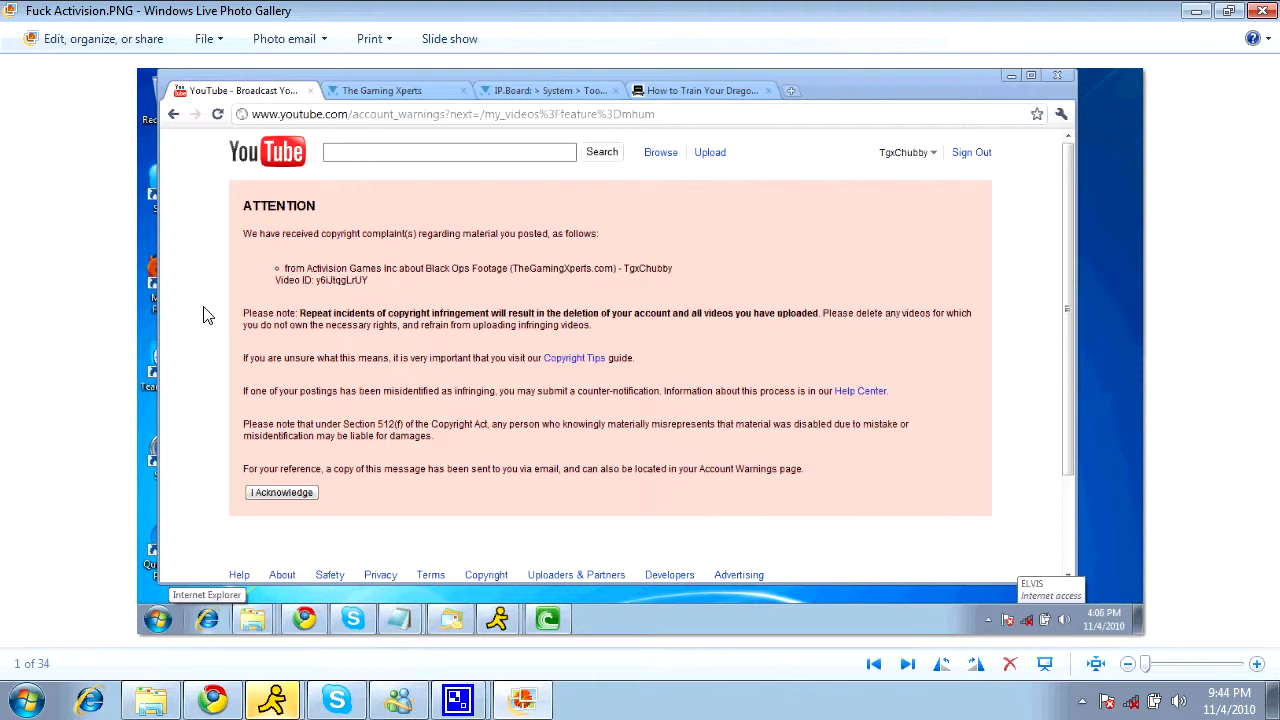 Fuck Activision.PNG - Windows Live Photo Gallery
Edit, organize, or share File Photo email Print Slide show
YouTube - Broadcast Yo... The Gaming Xperts IP.Board: > System > Too... How to Train Your Drago...
www.youtube.com/account_warnings?next=/my_videos%3Ffeature%3Dmhum
YouTube Search Browse Upload TgxChubby Sign Out
ATTENTION
We have received copyright complaint(s) regarding material you posted, as follows:
from Activision Games Inc about Black Ops Footage (TheGamingXperts.com) - TgxChubby
Video ID: y6iJtqgLrUY
Please note: Repeat incidents of copyright infringement will result in the deletion of your account and all videos you have uploaded. Please delete any videos for which
you do not own the necessary rights, and refrain from uploading infringing videos.
If you are unsure what this means, it is very important that you visit our Copyright Tips guide.
If one of your postings has been misidentified as infringing, you may submit a counter-notification. Information about this process is in our Help Center.
Please note that under Section 512(f) of the Copyright Act, any person who knowingly materially misrepresents that material was disabled due to mistake or
misidentification may be liable for damages.
For your reference, a copy of this message has been sent to you via email, and can also be located in your Account Warnings page.
I Acknowledge
Help About Safety Privacy Terms Copyright Uploaders & Partners Developers Advertising
Internet Explorer
ELVIS
Internet access
4:06 PM
11/4/2010
1 of 34
9:44 PM
11/4/2010